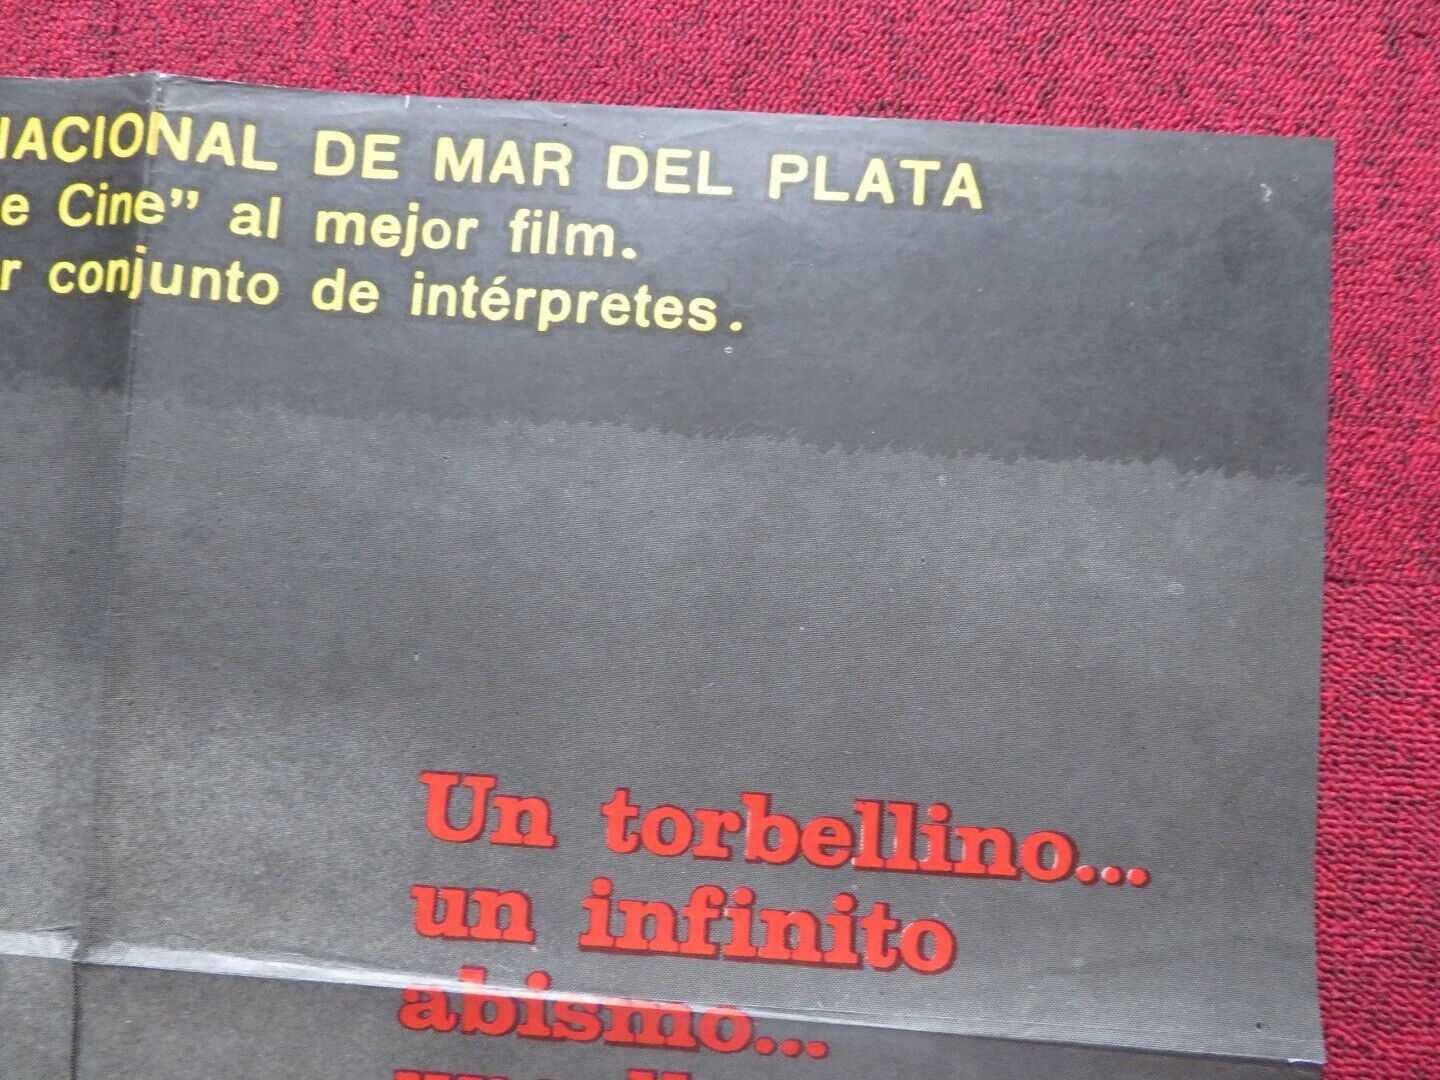 NACIONAL DE MAR DEL PLATA
e Cine” al mejor film.
r conjunto de intérpretes.
Un torbellino...
un infinito
abismo...